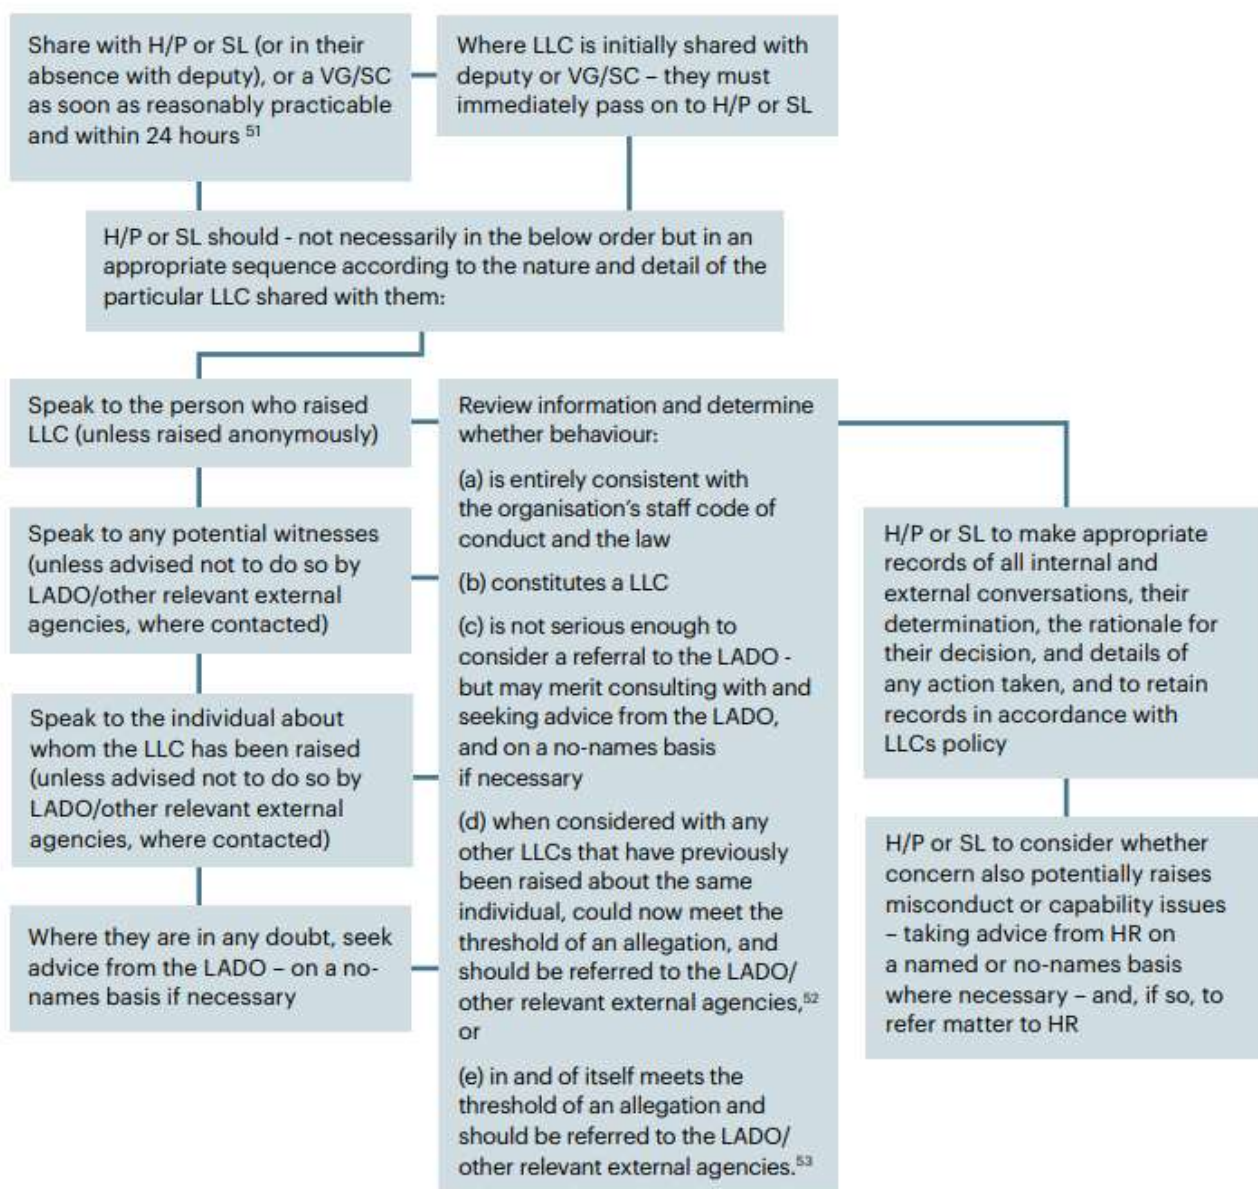 Share with H/P or SL (or in their
absence with deputy), or a VG/SC
as soon as reasonably practicable
and within 24 hours 51
Where LLC is initially shared with
deputy or VG/SC – they must
immediately pass on to H/P or SL
H/P or SL should - not necessarily in the below order but in an
appropriate sequence according to the nature and detail of the
particular LLC shared with them:
Speak to the person who raised
LLC (unless raised anonymously)
Speak to any potential witnesses
(unless advised not to do so by
LADO/other relevant external
agencies, where contacted)
Speak to the individual about
whom the LLC has been raised
(unless advised not to do so by
LADO/other relevant external
agencies, where contacted)
Where they are in any doubt, seek
advice from the LADO – on a no-
names basis if necessary
Review information and determine
whether behaviour:
(a) is entirely consistent with
the organisation’s staff code of
conduct and the law
(b) constitutes a LLC
(c) is not serious enough to
consider a referral to the LADO -
but may merit consulting with and
seeking advice from the LADO,
and on a no-names basis
if necessary
(d) when considered with any
other LLCs that have previously
been raised about the same
individual, could now meet the
threshold of an allegation, and
should be referred to the LADO/
other relevant external agencies,52
or
(e) in and of itself meets the
threshold of an allegation and
should be referred to the LADO/
other relevant external agencies.53
H/P or SL to make appropriate
records of all internal and
external conversations, their
determination, the rationale for
their decision, and details of
any action taken, and to retain
records in accordance with
LLCs policy
H/P or SL to consider whether
concern also potentially raises
misconduct or capability issues
– taking advice from HR on
a named or no-names basis
where necessary – and, if so, to
refer matter to HR